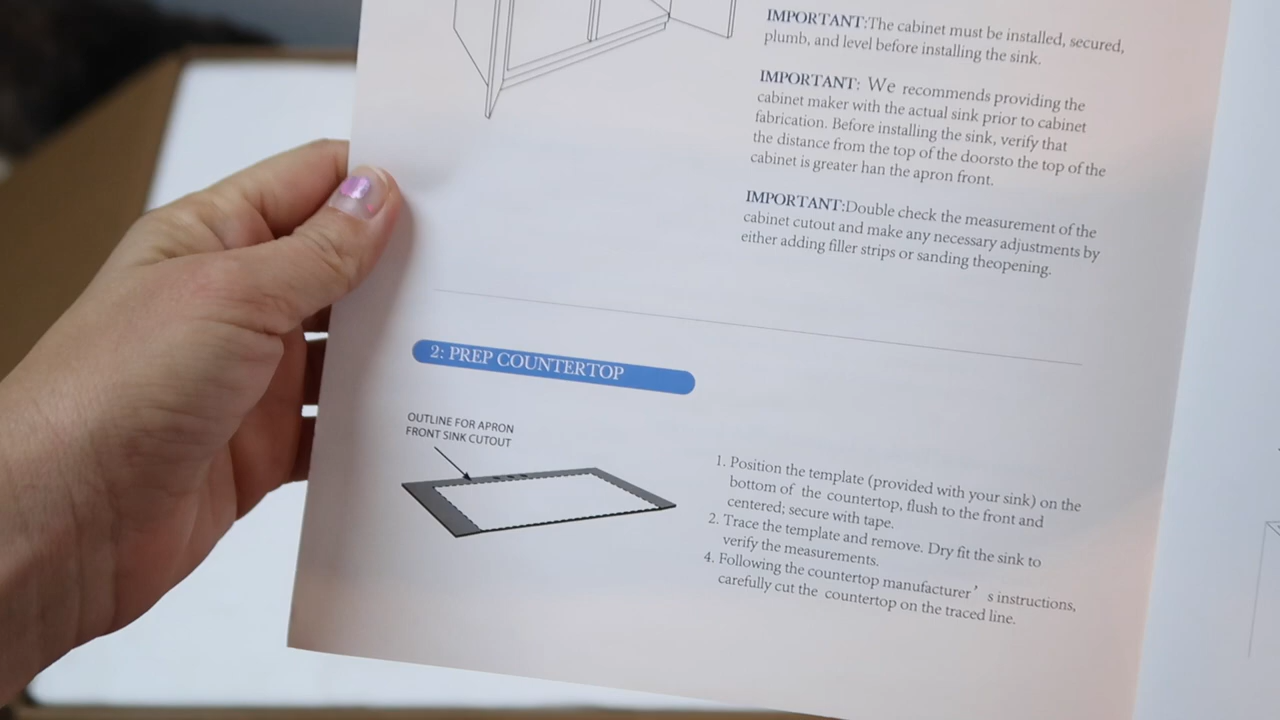 IMPORTANT:The cabinet must be installed, secured,
plumb, and level before installing the sink.
IMPORTANT: We recommends providing the
cabinet maker with the actual sink prior to cabinet
fabrication. Before installing the sink, verify that
the distance from the top of the doorsto the top of the
cabinet is greater han the apron front.
IMPORTANT:Double check the measurement of the
cabinet cutout and make any necessary adjustments by
either adding filler strips or sanding theopening.
2: PREP COUNTERTOP
OUTLINE FOR APRON
FRONT SINK CUTOUT
1. Position the template (provided with your sink) on the
bottom of the countertop, flush to the front and
centered; secure with tape.
2. Trace the template and remove. Dry fit the sink to
verify the measurements.
4. Following the countertop manufacturer’ s instructions,
carefully cut the countertop on the traced line.